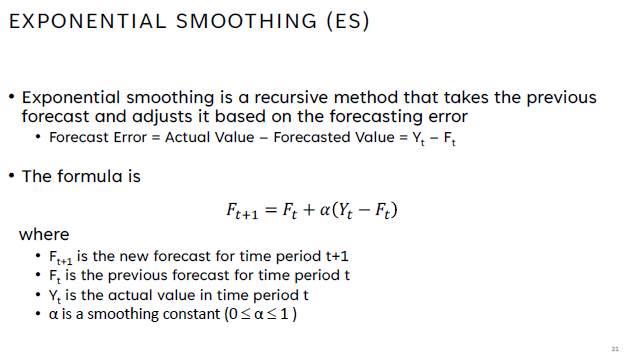 EXPONENTIAL SMOOTHING (ES)
• Exponential smoothing is a recursive method that takes the previous
forecast and adjusts it based on the forecasting error
• Forecast Error = Actual Value – Forecasted Value = Yₜ – Fₜ
• The formula is
Fₜ₊₁ = Fₜ + α(Yₜ − Fₜ)
where
• Fₜ₊₁ is the new forecast for time period t+1
• Fₜ is the previous forecast for time period t
• Yₜ is the actual value in time period t
• α is a smoothing constant (0 ≤ α ≤ 1 )
21